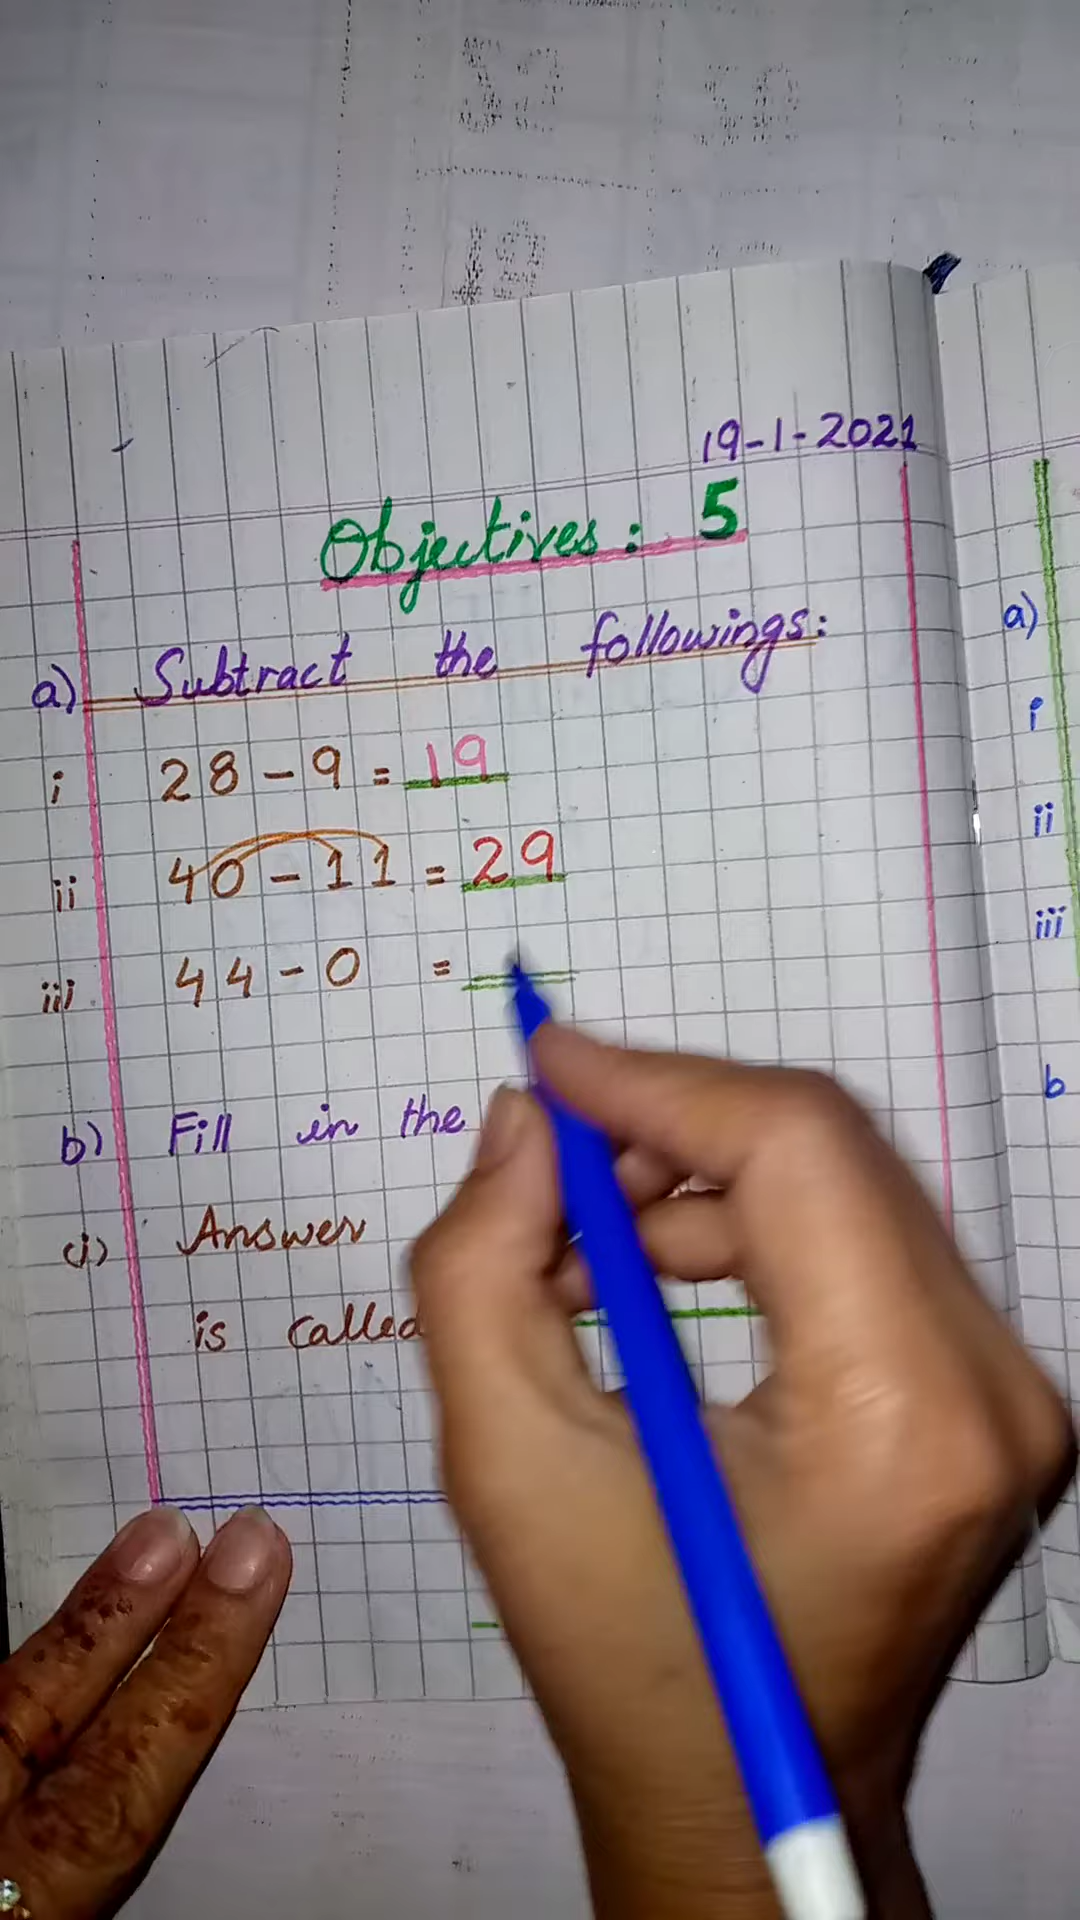 19-1-2021
Objectives: 5
a) Subtract the followings:
i 28-9 = 19
ii 40-11 = 29
iii 44-0 =
b) Fill in the
(i) Answer
is called
a)
i
ii
iii
b